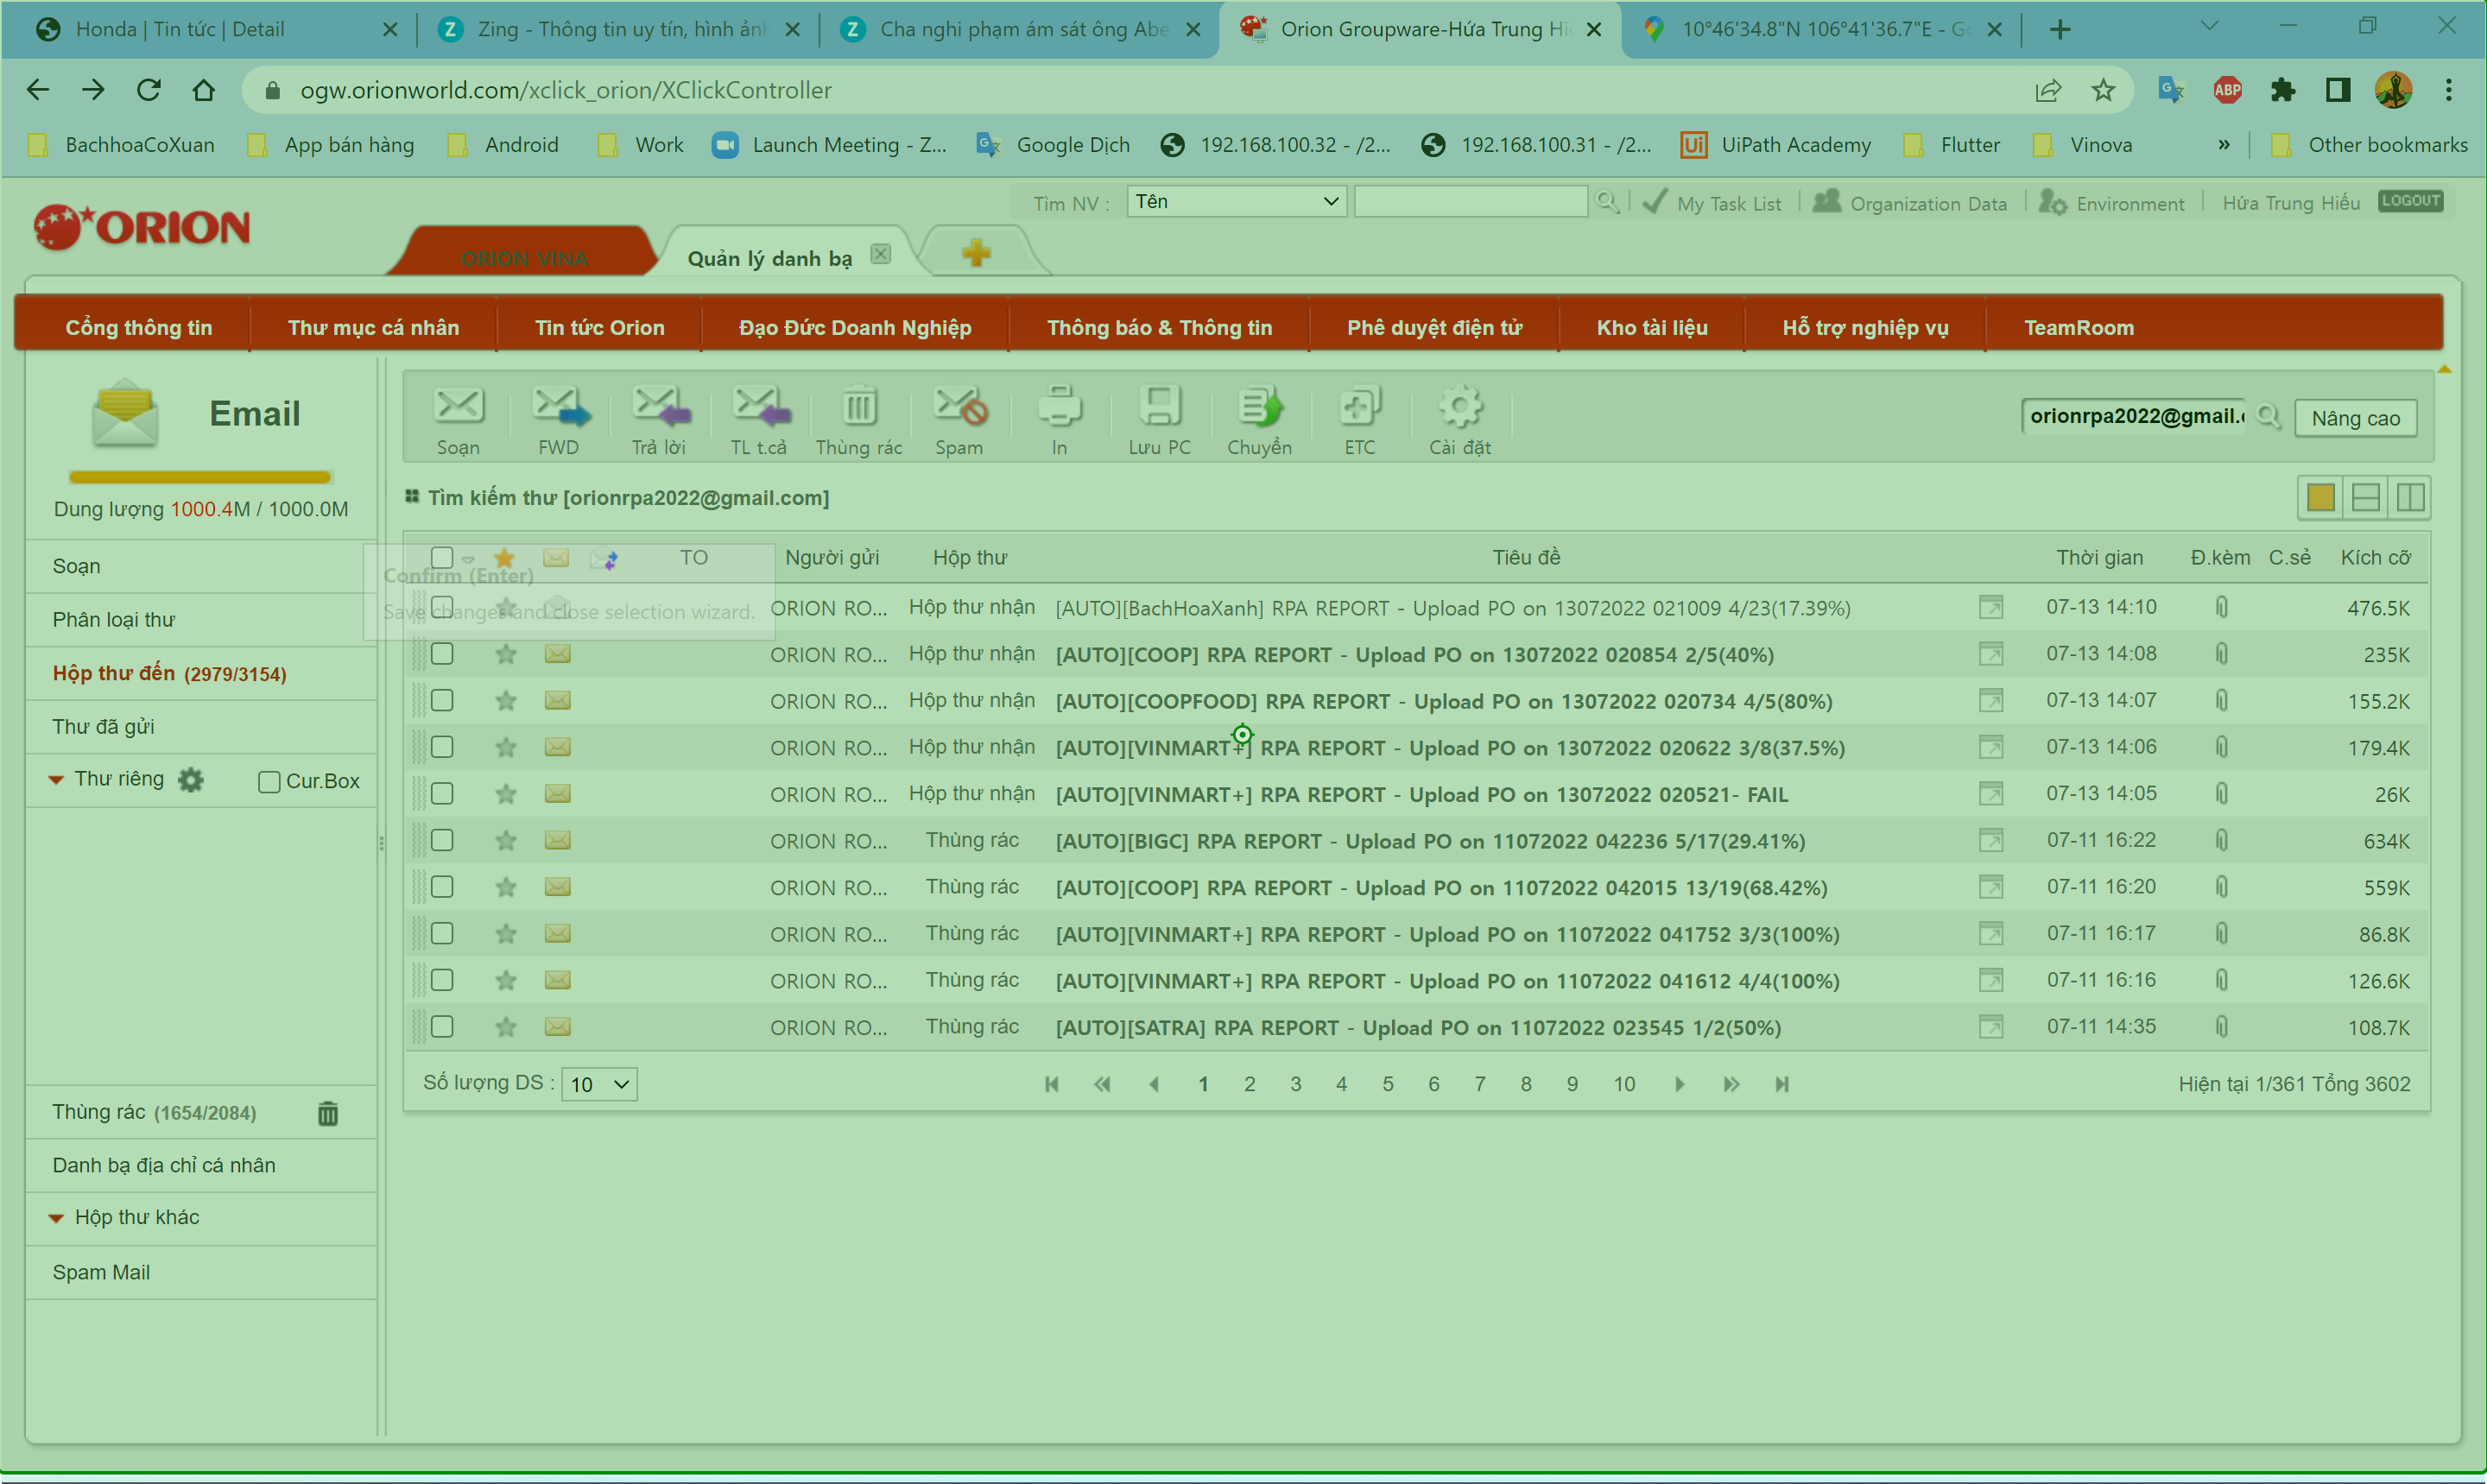 Honda | Tin tức | Detail
Zing - Thông tin uy tín, hình ảnh
Cha nghi phạm ám sát ông Abe
Orion Groupware-Hứa Trung Hiế
10°46'34.8"N 106°41'36.7"E - Go
ogw.orionworld.com/xclick_orion/XClickController
ABP
BachhoaCoXuan
App bán hàng
Android
Work
Launch Meeting - Z...
Google Dịch
192.168.100.32 - /2...
192.168.100.31 - /2...
Ui UiPath Academy
Flutter
Vinova
»
Other bookmarks
ORION
Tìm NV :
Tên
My Task List
Organization Data
Environment
Hứa Trung Hiếu
LOGOUT
ORION VINA
Quản lý danh bạ
Cổng thông tin
Thư mục cá nhân
Tin tức Orion
Đạo Đức Doanh Nghiệp
Thông báo & Thông tin
Phê duyệt điện tử
Kho tài liệu
Hỗ trợ nghiệp vụ
TeamRoom
Email
Dung lượng 1000.4M / 1000.0M
Soạn
Phân loại thư
Hộp thư đến (2979/3154)
Thư đã gửi
Thư riêng
Cur.Box
Thùng rác (1654/2084)
Danh bạ địa chỉ cá nhân
Hộp thư khác
Spam Mail
Soạn
FWD
Trả lời
TL t.cả
Thùng rác
Spam
In
Lưu PC
Chuyển
ETC
Cài đặt
orionrpa2022@gmail.c
Nâng cao
Tìm kiếm thư [orionrpa2022@gmail.com]
TO Người gửi Hộp thư Tiêu đề Thời gian Đ.kèm C.sẻ Kích cỡ
Confirm (Enter)
Save changes and close selection wizard.
ORION RO... Hộp thư nhận [AUTO][BachHoaXanh] RPA REPORT - Upload PO on 13072022 021009 4/23(17.39%) 07-13 14:10 476.5K
ORION RO... Hộp thư nhận [AUTO][COOP] RPA REPORT - Upload PO on 13072022 020854 2/5(40%) 07-13 14:08 235K
ORION RO... Hộp thư nhận [AUTO][COOPFOOD] RPA REPORT - Upload PO on 13072022 020734 4/5(80%) 07-13 14:07 155.2K
ORION RO... Hộp thư nhận [AUTO][VINMART+] RPA REPORT - Upload PO on 13072022 020622 3/8(37.5%) 07-13 14:06 179.4K
ORION RO... Hộp thư nhận [AUTO][VINMART+] RPA REPORT - Upload PO on 13072022 020521- FAIL 07-13 14:05 26K
ORION RO... Thùng rác [AUTO][BIGC] RPA REPORT - Upload PO on 11072022 042236 5/17(29.41%) 07-11 16:22 634K
ORION RO... Thùng rác [AUTO][COOP] RPA REPORT - Upload PO on 11072022 042015 13/19(68.42%) 07-11 16:20 559K
ORION RO... Thùng rác [AUTO][VINMART+] RPA REPORT - Upload PO on 11072022 041752 3/3(100%) 07-11 16:17 86.8K
ORION RO... Thùng rác [AUTO][VINMART+] RPA REPORT - Upload PO on 11072022 041612 4/4(100%) 07-11 16:16 126.6K
ORION RO... Thùng rác [AUTO][SATRA] RPA REPORT - Upload PO on 11072022 023545 1/2(50%) 07-11 14:35 108.7K
Số lượng DS : 10
1 2 3 4 5 6 7 8 9 10
Hiện tại 1/361 Tổng 3602